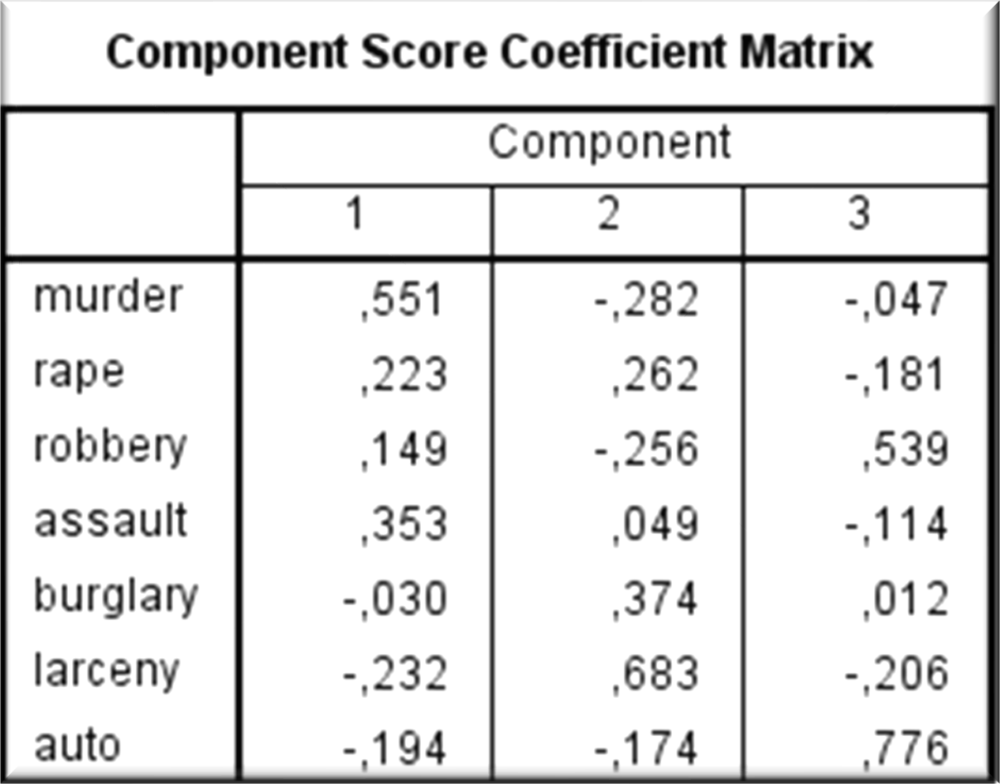 Component Score Coefficient Matrix
Component
1 2 3
murder ,551 -,282 -,047
rape ,223 ,262 -,181
robbery ,149 -,256 ,539
assault ,353 ,049 -,114
burglary -,030 ,374 ,012
larceny -,232 ,683 -,206
auto -,194 -,174 ,776